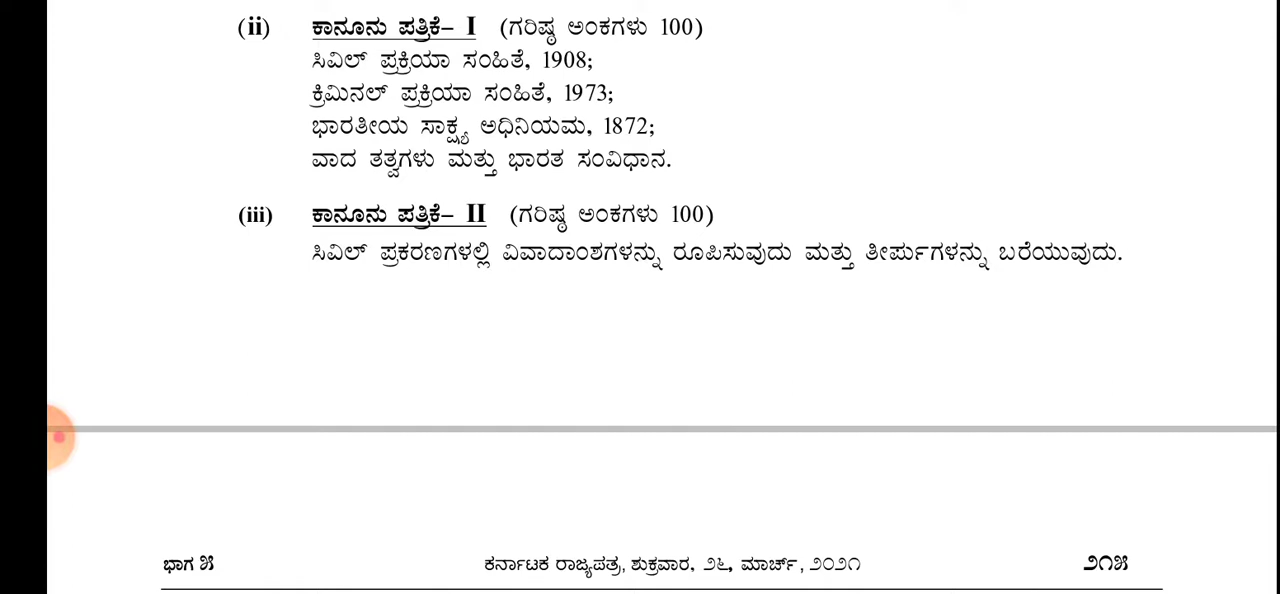 (ii) ಕಾನೂನು ಪತ್ರಿಕೆ– I (ಗರಿಷ್ಠ ಅಂಕಗಳು 100)
ಸಿವಿಲ್ ಪ್ರಕ್ರಿಯಾ ಸಂಹಿತೆ, 1908;
ಕ್ರಿಮಿನಲ್ ಪ್ರಕ್ರಿಯಾ ಸಂಹಿತೆ, 1973;
ಭಾರತೀಯ ಸಾಕ್ಷ್ಯ ಅಧಿನಿಯಮ, 1872;
ವಾದ ತತ್ವಗಳು ಮತ್ತು ಭಾರತ ಸಂವಿಧಾನ.
(iii) ಕಾನೂನು ಪತ್ರಿಕೆ– II (ಗರಿಷ್ಠ ಅಂಕಗಳು 100)
ಸಿವಿಲ್ ಪ್ರಕರಣಗಳಲ್ಲಿ ವಿವಾದಾಂಶಗಳನ್ನು ರೂಪಿಸುವುದು ಮತ್ತು ತೀರ್ಪುಗಳನ್ನು ಬರೆಯುವುದು.
ಭಾಗ ೫ ಕರ್ನಾಟಕ ರಾಜ್ಯಪತ್ರ, ಶುಕ್ರವಾರ, ೨೬, ಮಾರ್ಚ್, ೨೦೨೧ ೨೧೫